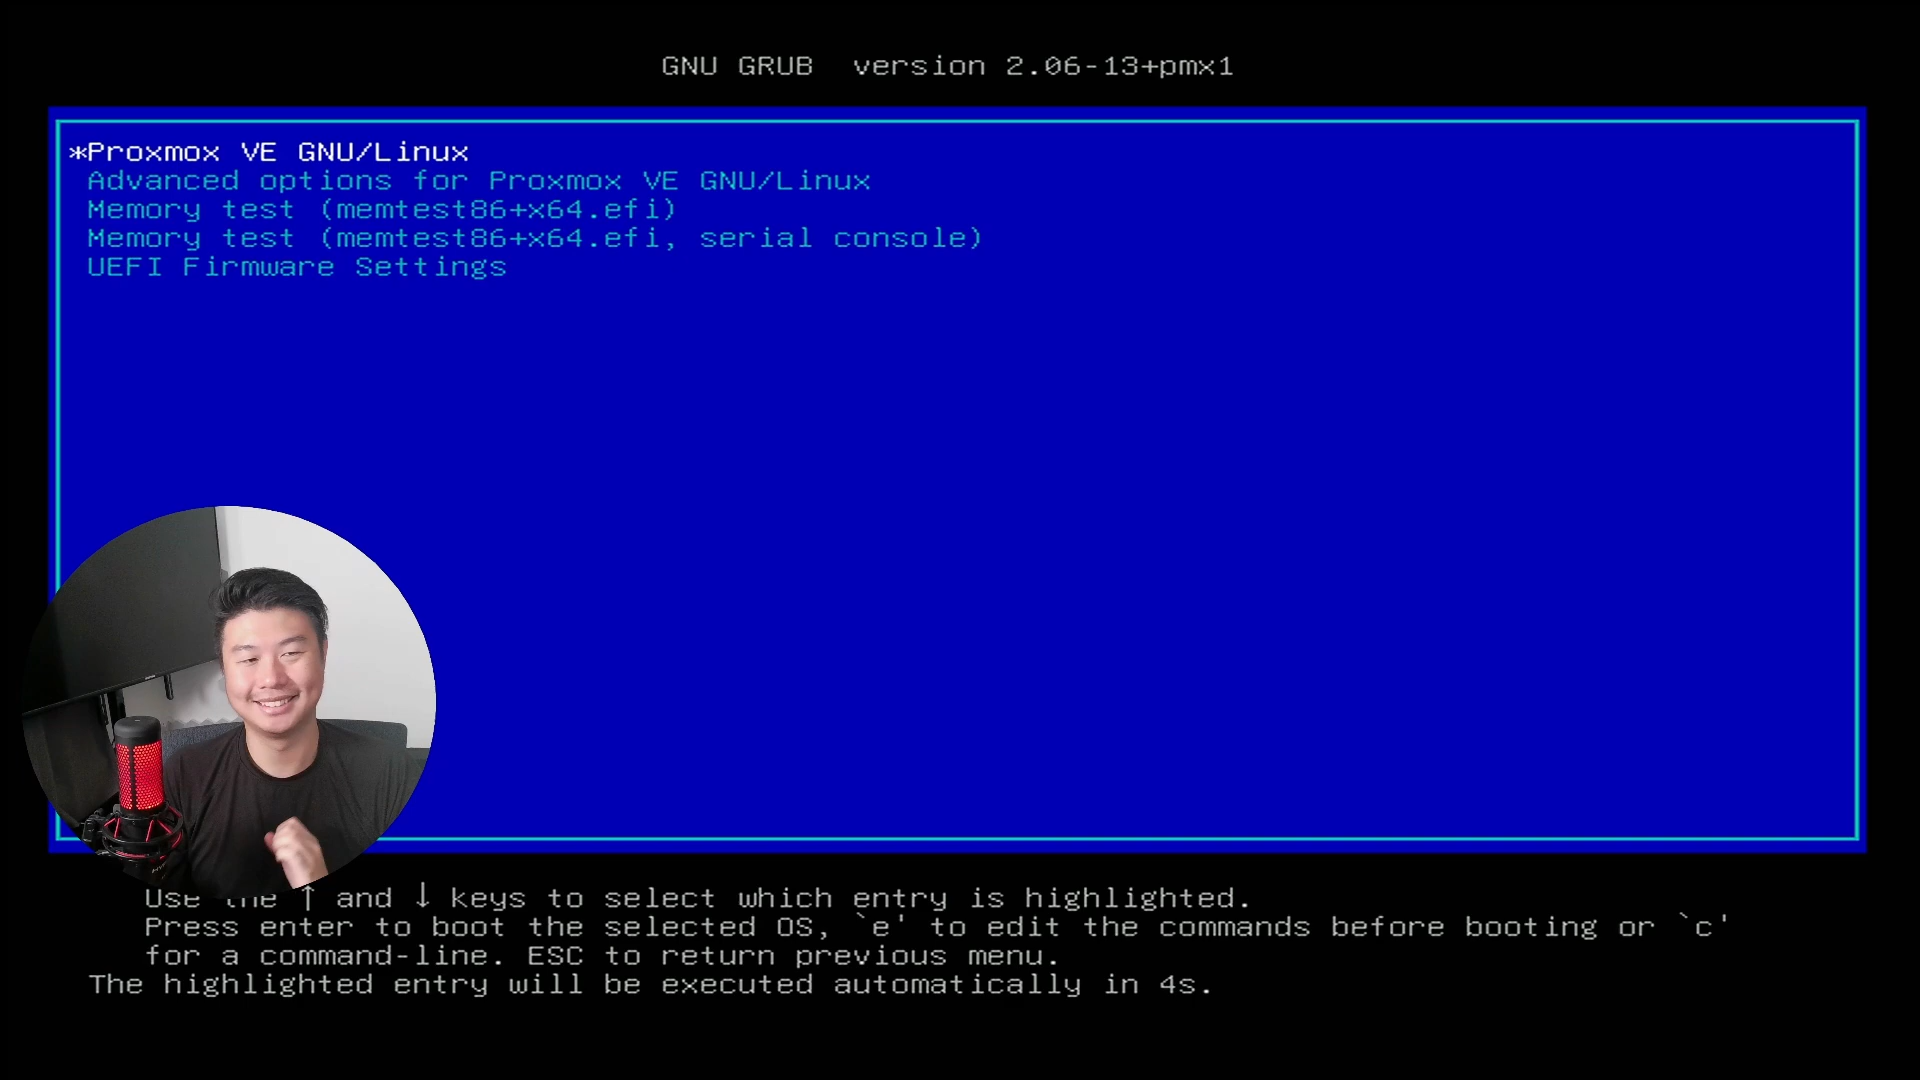 GNU GRUB version 2.06-13+pmx1
*Proxmox VE GNU/Linux
Advanced options for Proxmox VE GNU/Linux
Memory test (memtest86+x64.efi)
Memory test (memtest86+x64.efi, serial console)
UEFI Firmware Settings
Use the ↑ and ↓ keys to select which entry is highlighted.
Press enter to boot the selected OS, `e' to edit the commands before booting or `c'
for a command-line. ESC to return previous menu.
The highlighted entry will be executed automatically in 4s.